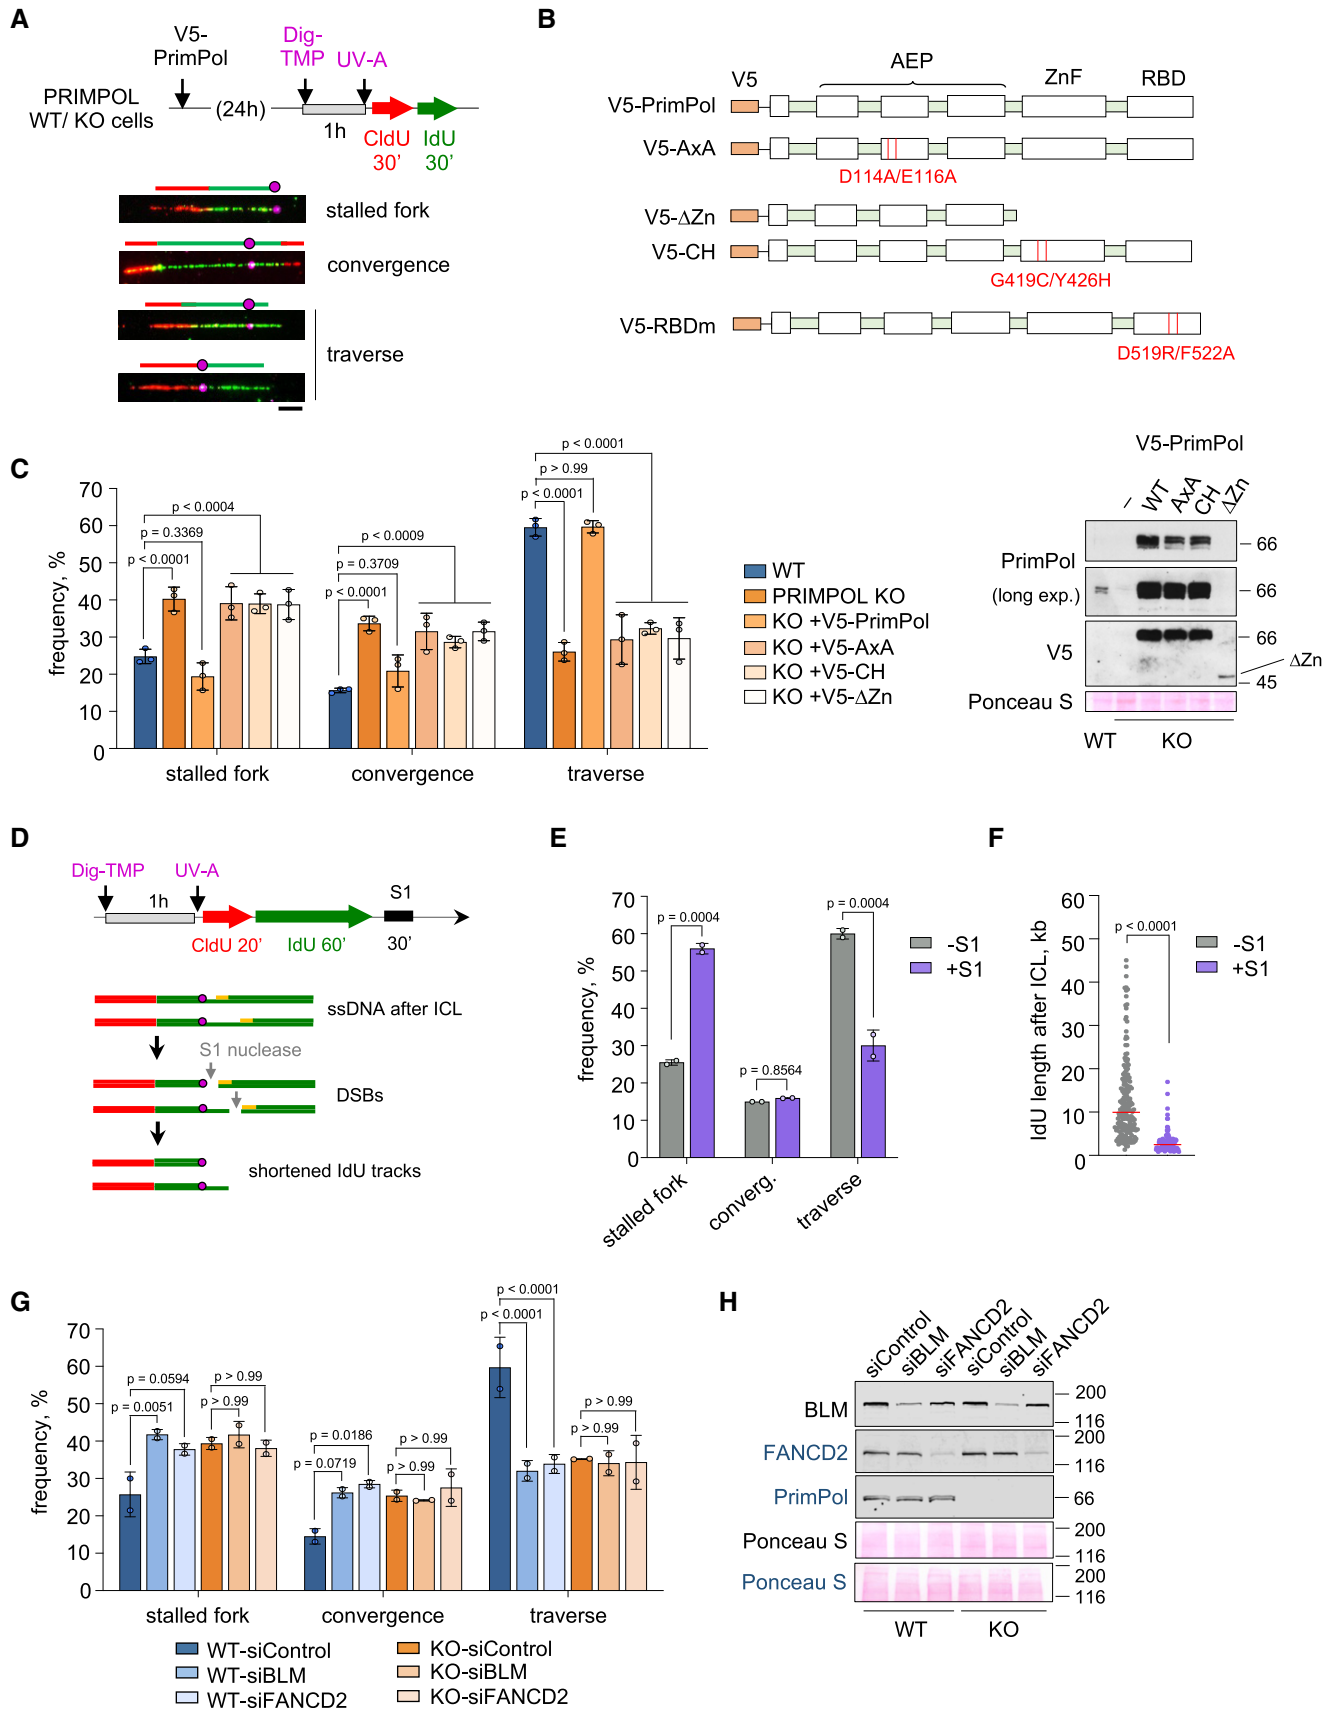 A
V5-
PrimPol
Dig-
TMP
UV-A
PRIMPOL
WT/ KO cells
(24h)
1h
CldU
30’
IdU
30’
stalled fork
convergence
traverse
B
V5
AEP
ZnF
RBD
V5-PrimPol
V5-AxA
D114A/E116A
V5-ΔZn
V5-CH
G419C/Y426H
V5-RBDm
D519R/F522A
C
frequency, %
70
60
50
40
30
20
10
0
p < 0.0004
p = 0.3369
p < 0.0001
p < 0.0009
p = 0.3709
p < 0.0001
p < 0.0001
p > 0.99
p < 0.0001
stalled fork
convergence
traverse
WT
PRIMPOL KO
KO +V5-PrimPol
KO +V5-AxA
KO +V5-CH
KO +V5-ΔZn
V5-PrimPol
–
WT
AxA
CH
ΔZn
PrimPol
66
(long exp.)
66
V5
66
ΔZn
45
Ponceau S
WT
KO
D
Dig-TMP
UV-A
1h
S1
CldU 20’
IdU 60’
30’
ssDNA after ICL
S1 nuclease
DSBs
shortened IdU tracks
E
frequency, %
70
60
50
40
30
20
10
0
p = 0.0004
p = 0.8564
p = 0.0004
stalled fork
converg.
traverse
-S1
+S1
F
IdU length after ICL, kb
60
50
40
30
20
10
0
p < 0.0001
-S1
+S1
G
frequency, %
70
60
50
40
30
20
10
0
p = 0.0594
p = 0.0051
p > 0.99
p > 0.99
p = 0.0186
p = 0.0719
p > 0.99
p > 0.99
p < 0.0001
p < 0.0001
p > 0.99
p > 0.99
stalled fork
convergence
traverse
WT-siControl
WT-siBLM
WT-siFANCD2
KO-siControl
KO-siBLM
KO-siFANCD2
H
siControl
siBLM
siFANCD2
siControl
siBLM
siFANCD2
BLM
200
116
FANCD2
200
116
PrimPol
66
Ponceau S
200
116
Ponceau S
200
116
WT
KO